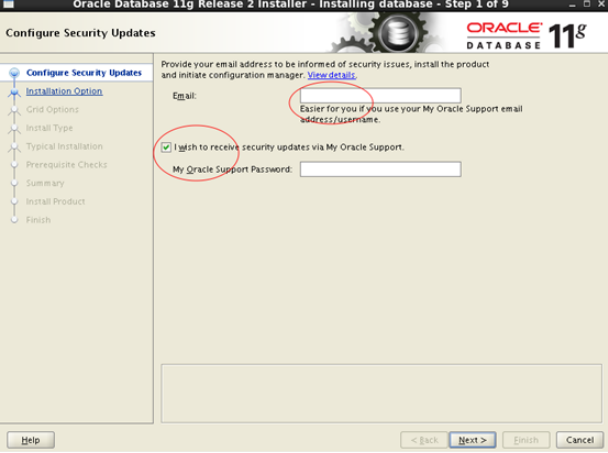 Oracle Database 11g Release 2 Installer - Installing database - Step 1 of 9
Configure Security Updates
ORACLE
DATABASE 11g
Configure Security Updates
Installation Option
Grid Options
Install Type
Typical Installation
Prerequisite Checks
Summary
Install Product
Finish
Provide your email address to be informed of security issues, install the product
and initiate configuration manager. View details.
Email:
Easier for you if you use your My Oracle Support email
address/username.
I wish to receive security updates via My Oracle Support.
My Oracle Support Password:
Help
< Back
Next >
Finish
Cancel